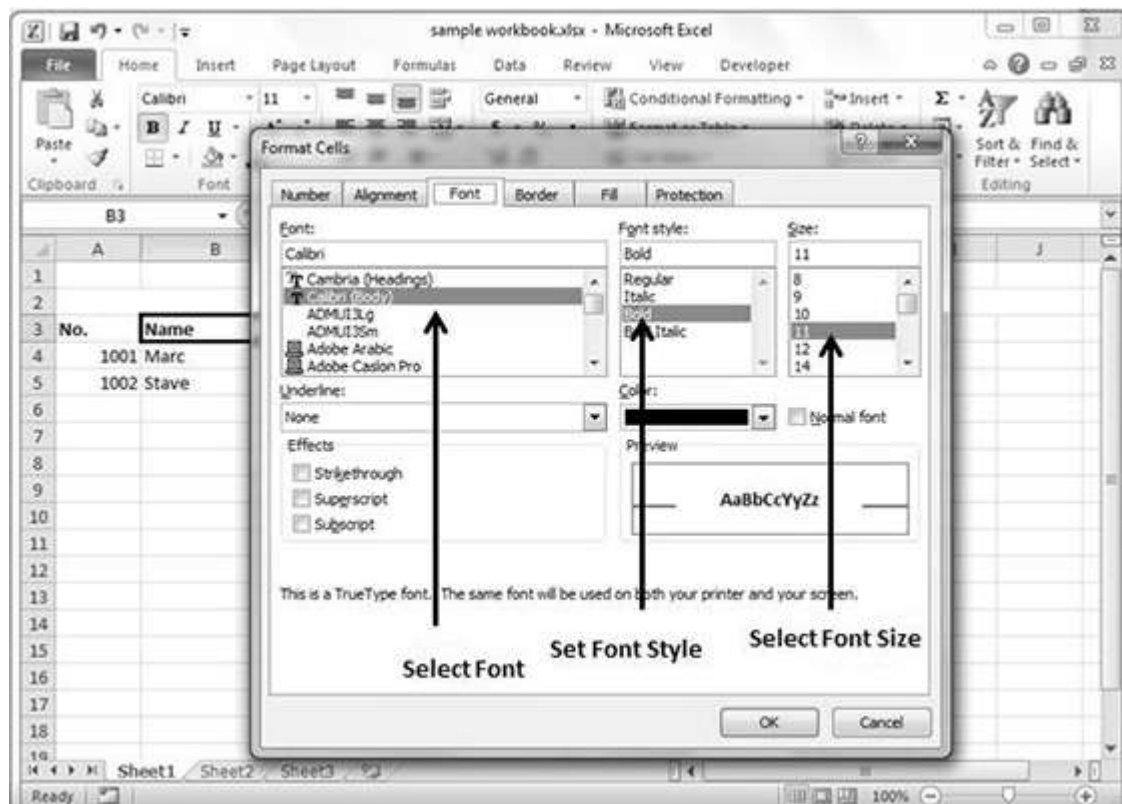 sample workbook.xlsx - Microsoft Excel
File Home Insert Page Layout Formulas Data Review View Developer
Calibri 11 General Conditional Formatting Insert Σ
Paste B I U Sort & Filter Find & Select
Clipboard Font Editing
Format Cells
B3
Number Alignment Font Border Fill Protection
A B J
Font: Font style: Size:
Calibri Bold 11
Cambria (Headings) Regular 8
Calibri (Body) Italic 9
ADMUI3Lg Bold 10
ADMUI3Sm Bold Italic 11
Adobe Arabic 12
Adobe Caslon Pro 14
1
2
3 No. Name
4 1001 Marc
5 1002 Stave
6
7
8
9
10
11
12
13
14
15
16
17
18
19
Underline: Color:
None Normal font
Effects Preview
Strikethrough
Superscript AaBbCcYyZz
Subscript
This is a TrueType font. The same font will be used on both your printer and your screen.
Select Font Set Font Style Select Font Size
OK Cancel
Sheet1 Sheet2 Sheet3
Ready 100%